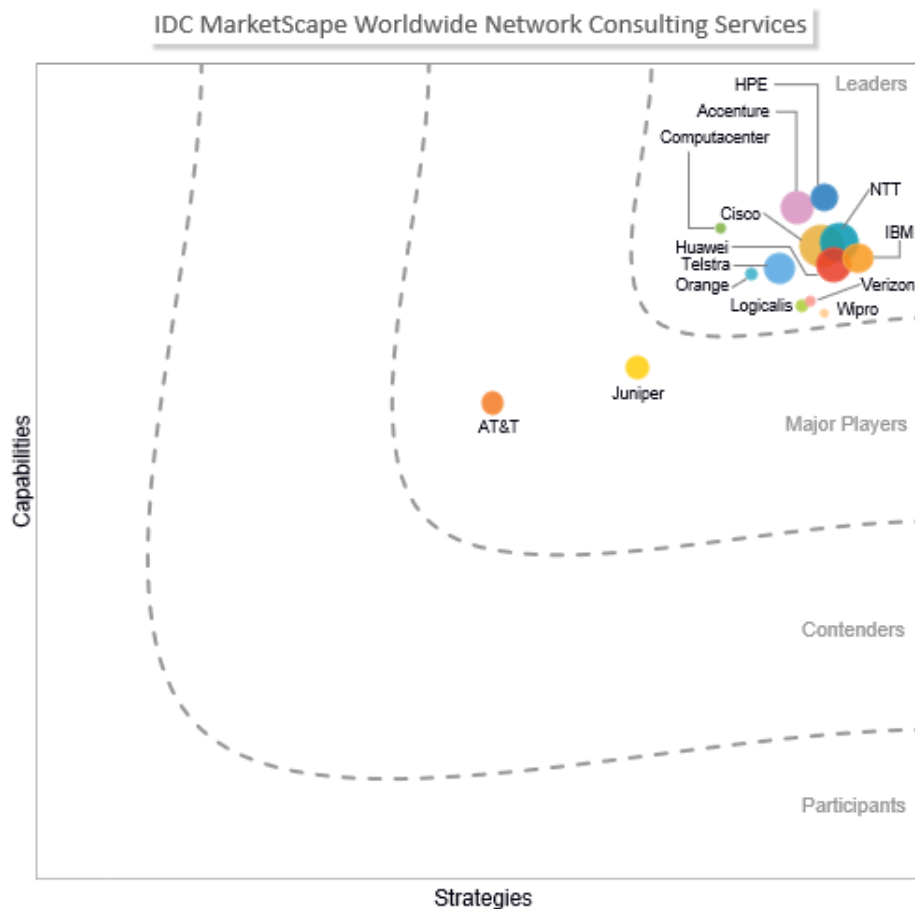 IDC MarketScape Worldwide Network Consulting Services
Leaders
HPE
Accenture
Computacenter
NTT
Cisco
IBM
Huawei
Telstra
Orange
Verizon
Logicalis
Wipro
Juniper
AT&T
Major Players
Capabilities
Contenders
Participants
Strategies